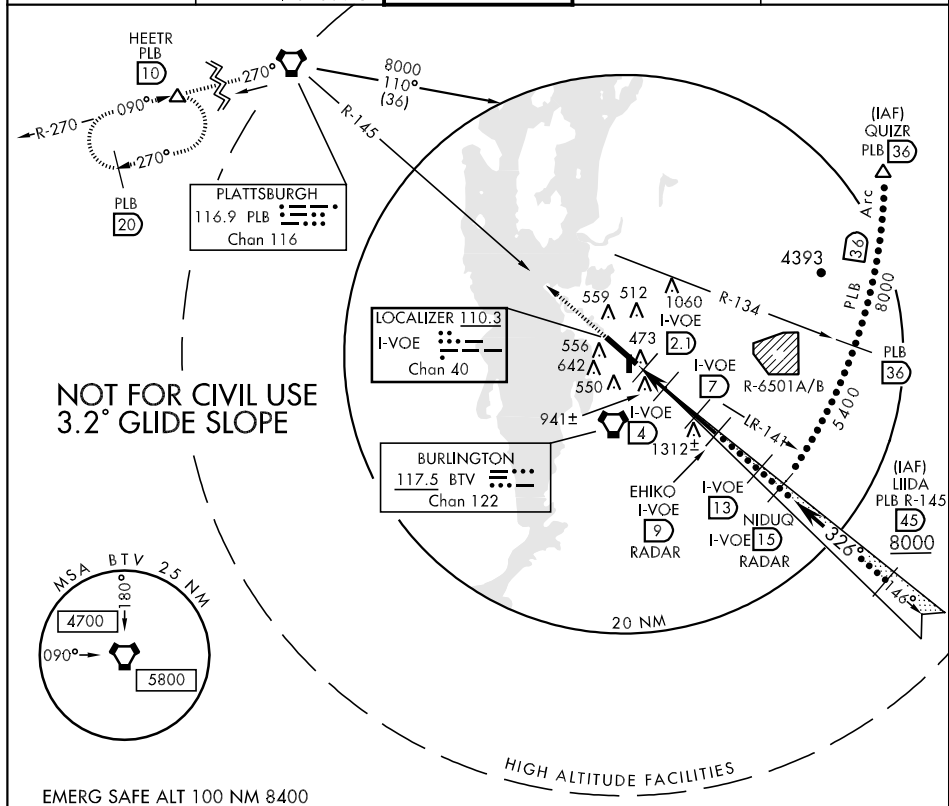 HEETR
PLB
10
270°
090°
R-270
270°
PLB
20
8000
110°
(36)
R-145
PLATTSBURGH
116.9 PLB
Chan 116
(IAF)
QUIZR
PLB 36
Arc
36
PLB
8000
4393
R-134
559
512
1060
I-VOE
2.1
473
LOCALIZER 110.3
I-VOE
Chan 40
556
642
550
I-VOE
7
R-6501A/B
PLB
36
5400
NOT FOR CIVIL USE
3.2° GLIDE SLOPE
941±
I-VOE
4
1312±
LR-141
BURLINGTON
117.5 BTV
Chan 122
EHIKO
I-VOE
9
RADAR
I-VOE
13
NIDUQ
I-VOE 15
RADAR
(IAF)
LIIDA
PLB R-145
45
8000
326°
146°
20 NM
MSA BTV 25 NM
180°
4700
090°
5800
HIGH ALTITUDE FACILITIES
EMERG SAFE ALT 100 NM 8400